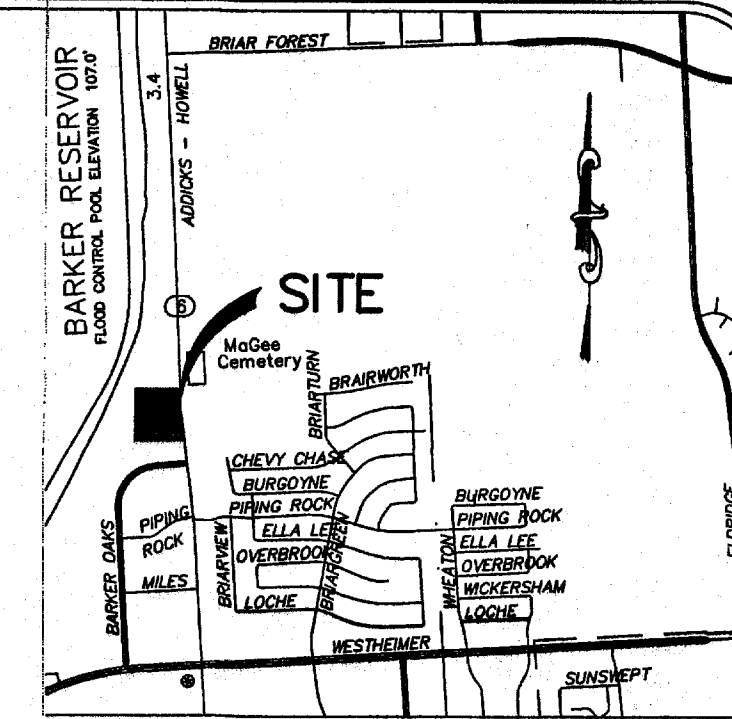 BRIAR FOREST
BARKER RESERVOIR
FLOOD CONTROL POOL ELEVATION 107.0'
3.4
ADDICKS - HOWELL
6
SITE
MaGee
Cemetery
BRIARTURN
BRAIRWORTH
CHEVY CHASE
BURGOYNE
PIPING ROCK
ELLA LEE
OVERBROOK
LOCHE
BRIARVIEW
BRIARGREEN
BARKER OAKS
PIPING
ROCK
MILES
BURGOYNE
PIPING ROCK
ELLA LEE
OVERBROOK
WICKERSHAM
LOCHE
WHEATON
ELDRIDGE
WESTHEIMER
SUNSWEPT